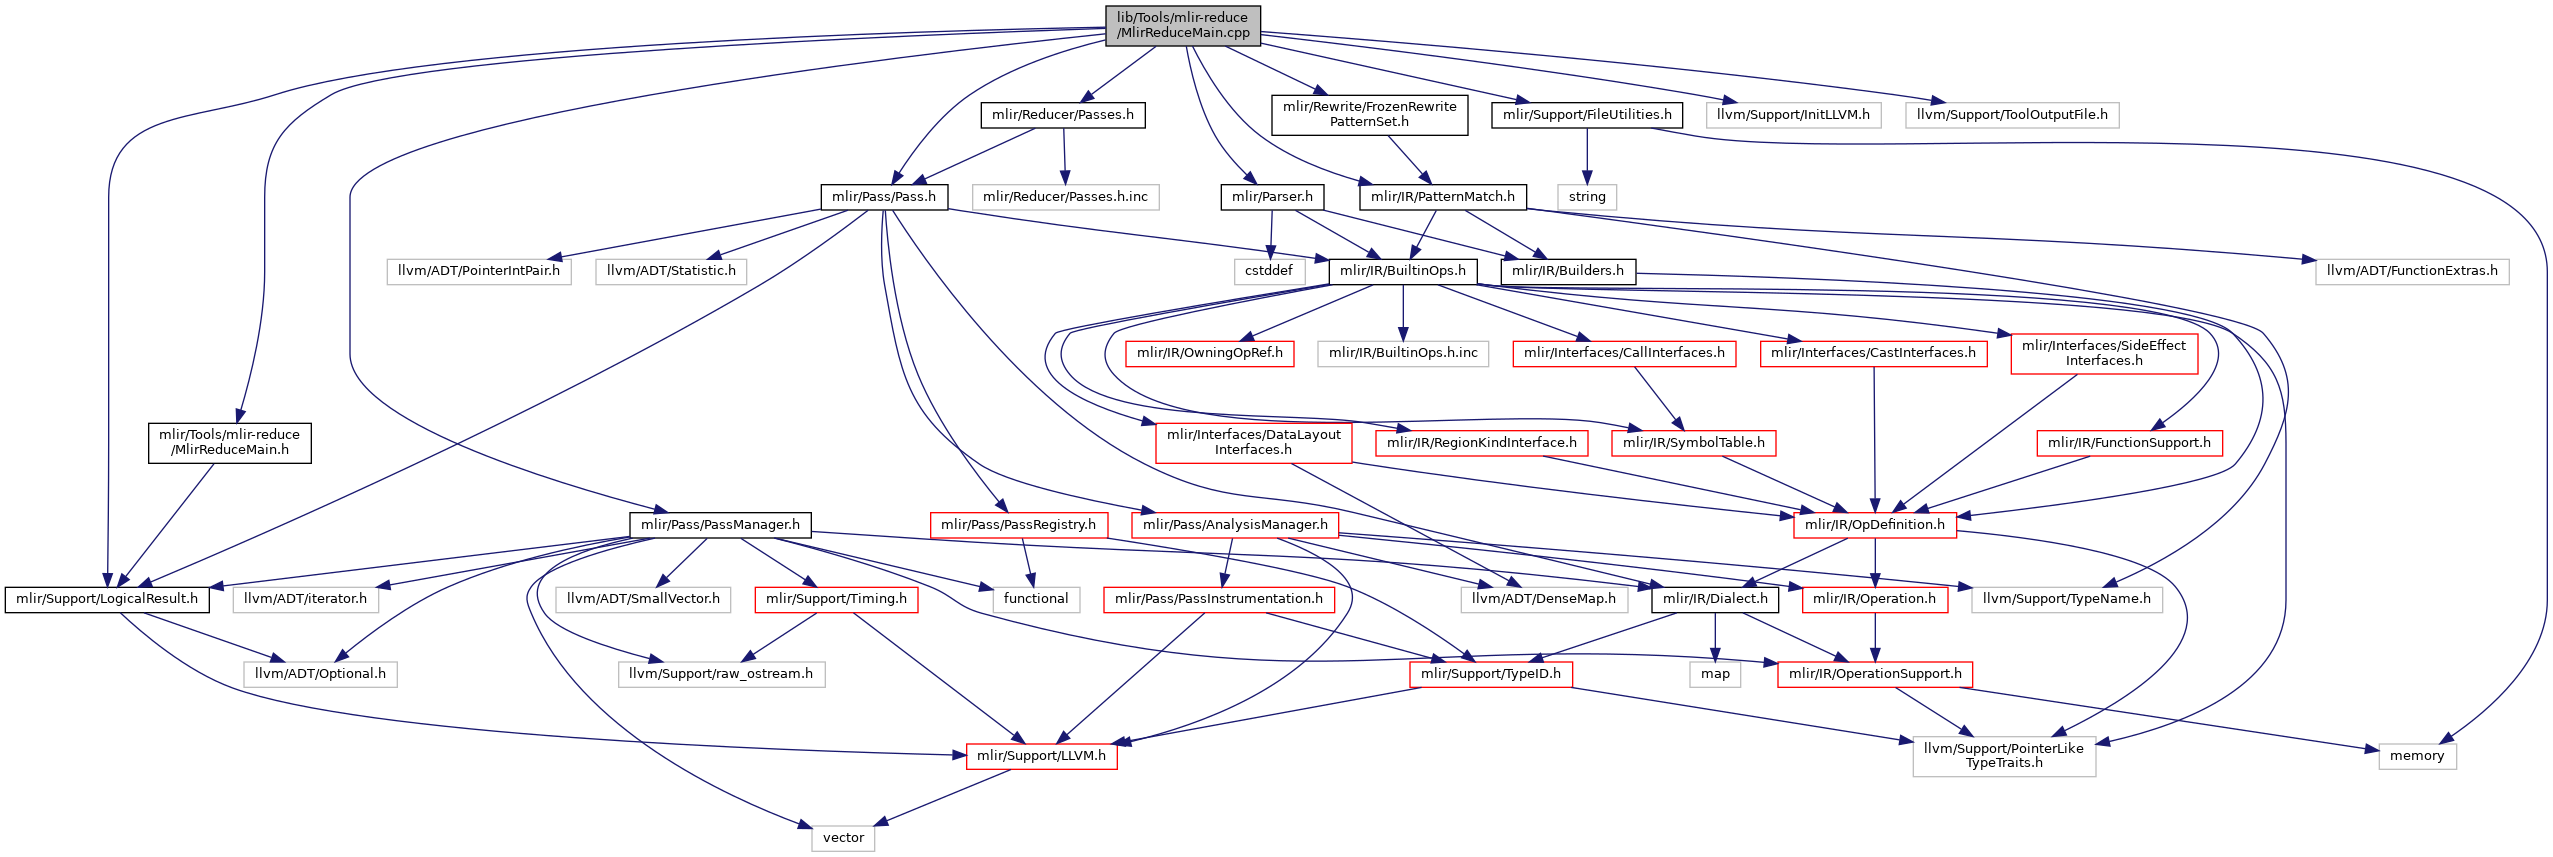 lib/Tools/mlir-reduce
/MlirReduceMain.cpp
mlir/Reducer/Passes.h
mlir/Rewrite/FrozenRewrite
PatternSet.h
mlir/Support/FileUtilities.h
llvm/Support/InitLLVM.h
llvm/Support/ToolOutputFile.h
mlir/Pass/Pass.h
mlir/Reducer/Passes.h.inc
mlir/Parser.h
mlir/IR/PatternMatch.h
string
llvm/ADT/PointerIntPair.h
llvm/ADT/Statistic.h
cstddef
mlir/IR/BuiltinOps.h
mlir/IR/Builders.h
llvm/ADT/FunctionExtras.h
mlir/IR/OwningOpRef.h
mlir/IR/BuiltinOps.h.inc
mlir/Interfaces/CallInterfaces.h
mlir/Interfaces/CastInterfaces.h
mlir/Interfaces/SideEffect
Interfaces.h
mlir/Tools/mlir-reduce
/MlirReduceMain.h
mlir/Interfaces/DataLayout
Interfaces.h
mlir/IR/RegionKindInterface.h
mlir/IR/SymbolTable.h
mlir/IR/FunctionSupport.h
mlir/Pass/PassManager.h
mlir/Pass/PassRegistry.h
mlir/Pass/AnalysisManager.h
mlir/IR/OpDefinition.h
mlir/Support/LogicalResult.h
llvm/ADT/iterator.h
llvm/ADT/SmallVector.h
mlir/Support/Timing.h
functional
mlir/Pass/PassInstrumentation.h
llvm/ADT/DenseMap.h
mlir/IR/Dialect.h
mlir/IR/Operation.h
llvm/Support/TypeName.h
llvm/ADT/Optional.h
llvm/Support/raw_ostream.h
mlir/Support/TypeID.h
map
mlir/IR/OperationSupport.h
mlir/Support/LLVM.h
llvm/Support/PointerLike
TypeTraits.h
memory
vector